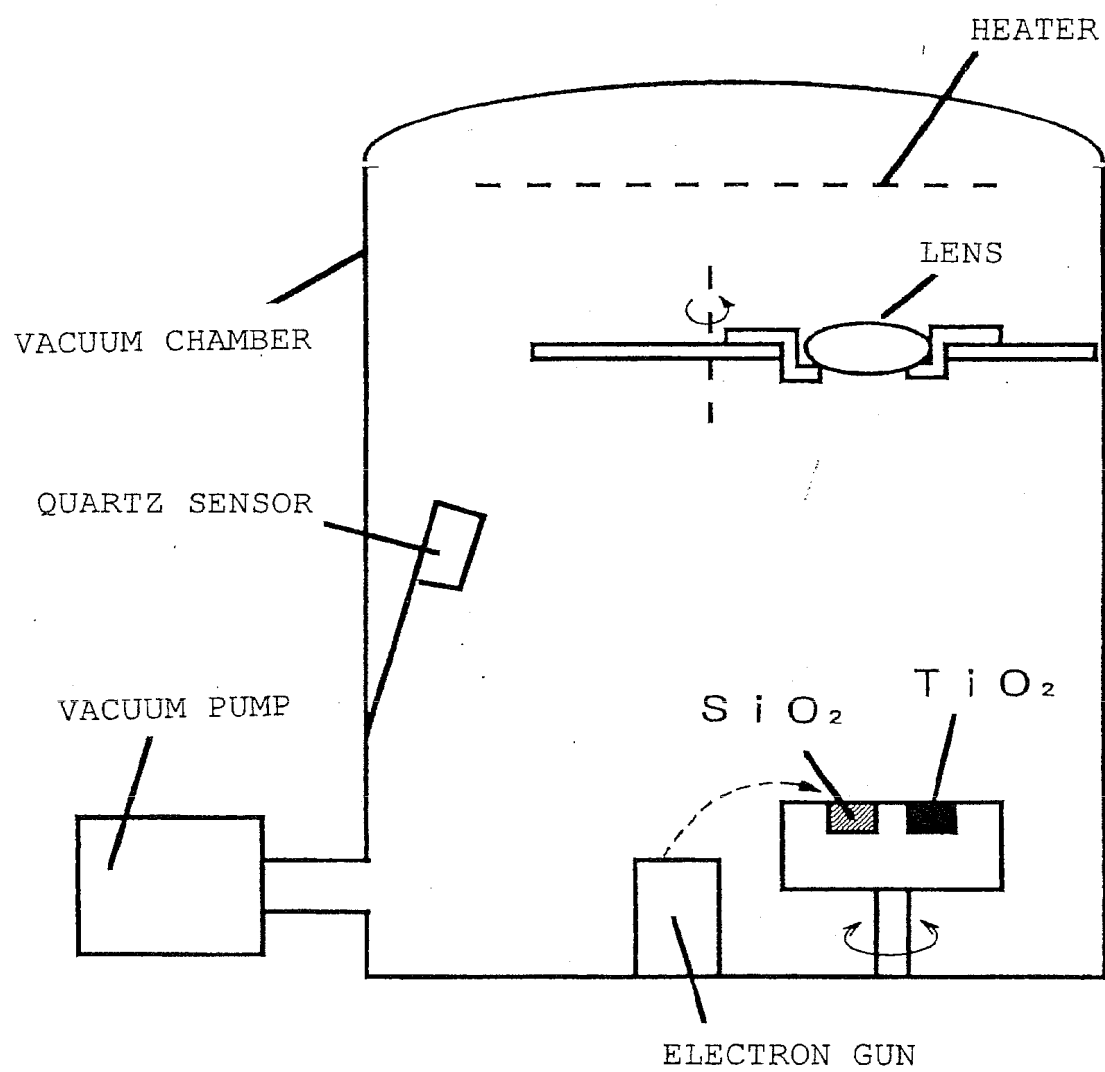 HEATER
LENS
VACUUM CHAMBER
QUARTZ SENSOR
TiO₂
SiO₂
VACUUM PUMP
ELECTRON GUN